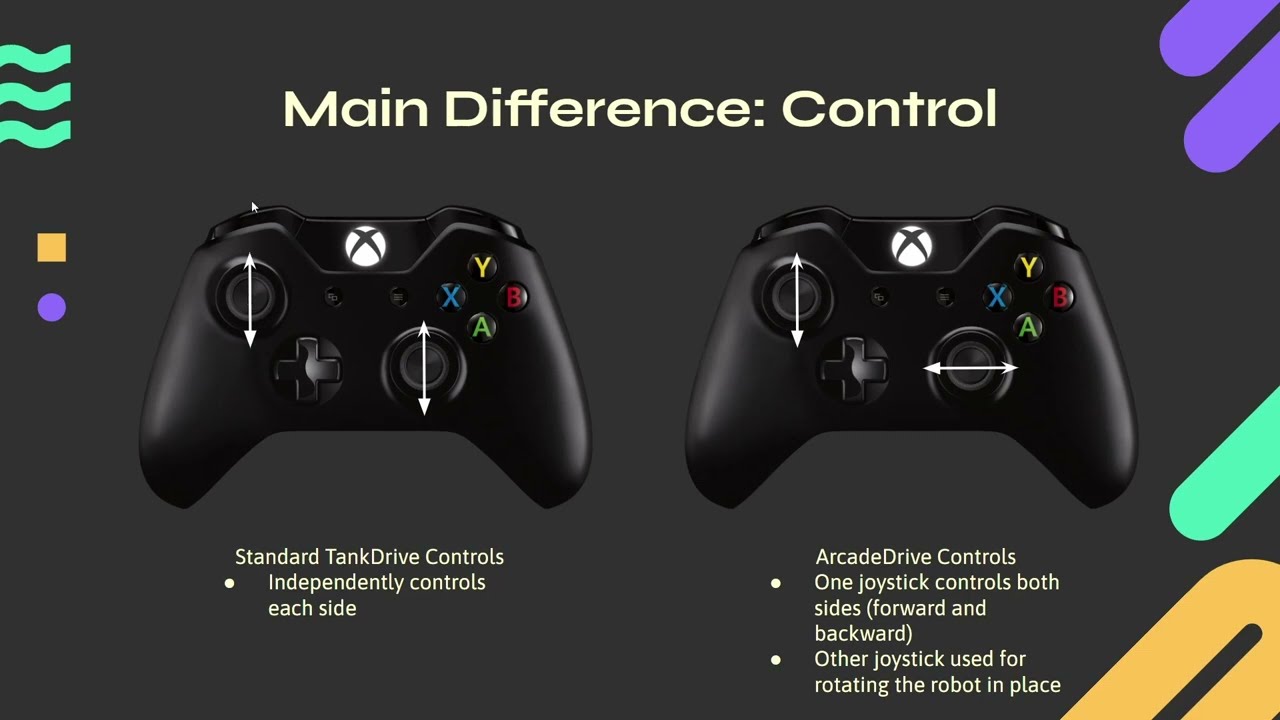 Main Difference: Control
Y
X
B
A
Y
X
B
A
Standard TankDrive Controls
● Independently controls
each side
ArcadeDrive Controls
● One joystick controls both
sides (forward and
backward)
● Other joystick used for
rotating the robot in place